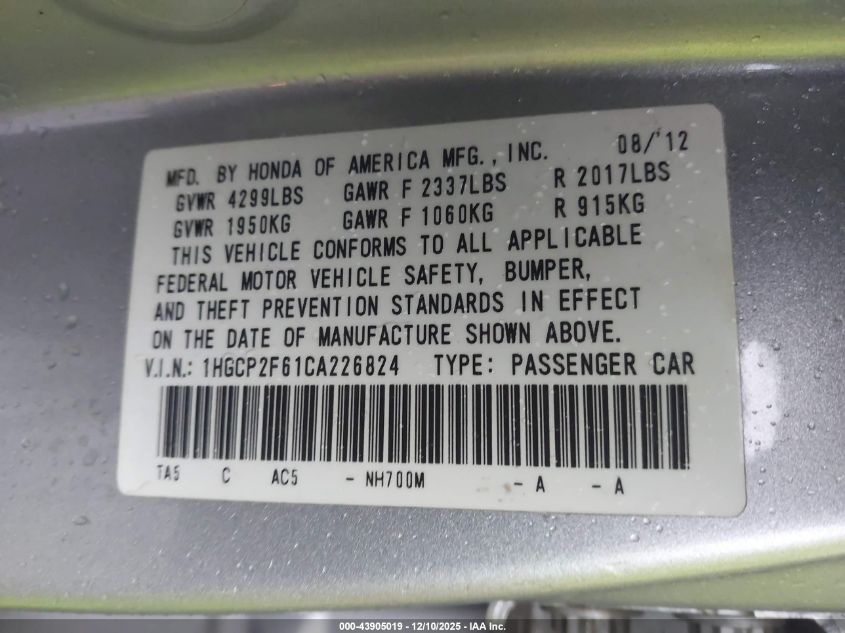 MFD. BY HONDA OF AMERICA MFG., INC. 08/'12
GVWR 4299LBS GAWR F 2337LBS R 2017LBS
GVWR 1950KG GAWR F 1060KG R 915KG
THIS VEHICLE CONFORMS TO ALL APPLICABLE
FEDERAL MOTOR VEHICLE SAFETY, BUMPER,
AND THEFT PREVENTION STANDARDS IN EFFECT
ON THE DATE OF MANUFACTURE SHOWN ABOVE.
V.I.N.: 1HGCP2F61CA226824 TYPE: PASSENGER CAR
TA5 C AC5 - NH700M - A - A
000-43905019 - 12/10/2025 - IAA Inc.